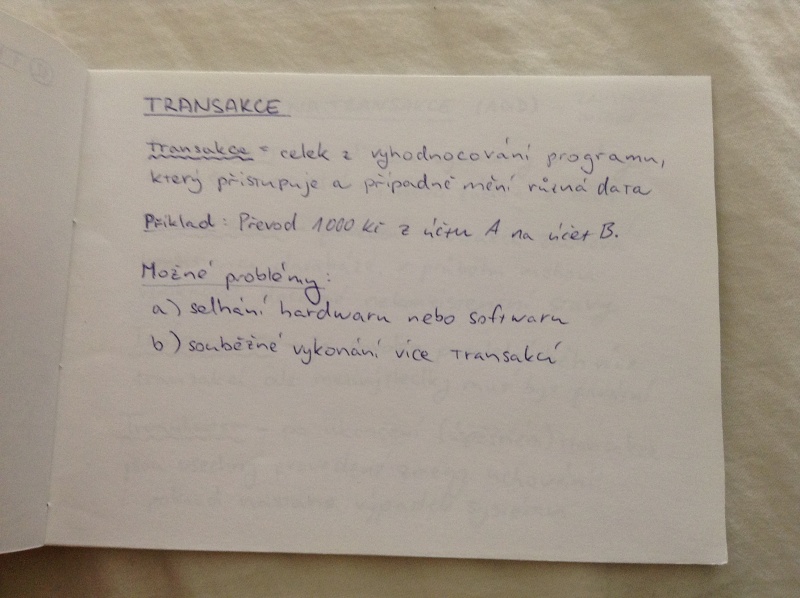 TRANSAKCE
Transakce = celek z vyhodnocování programu,
který přistupuje a případně mění různá data
Příklad: Převod 1000 Kč z účtu A na účet B.
Možné problémy:
a) selhání hardwaru nebo softwaru
b) souběžné vykonání více transakcí